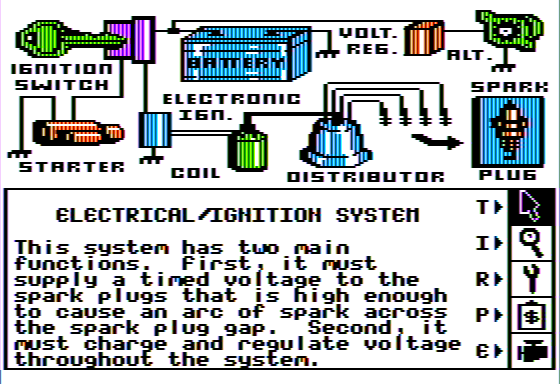 VOLT.
REG.
ALT.
BATTERY
IGNITION
SWITCH
SPARK
ELECTRONIC
IGN.
STARTER
COIL
DISTRIBUTOR
PLUG
ELECTRICAL/IGNITION SYSTEM
This system has two main
functions. First, it must
supply a timed voltage to the
spark plugs that is high enough
to cause an arc of spark across
the spark plug gap. Second, it
must charge and regulate voltage
throughout the system.
T
I
R
P
$
E